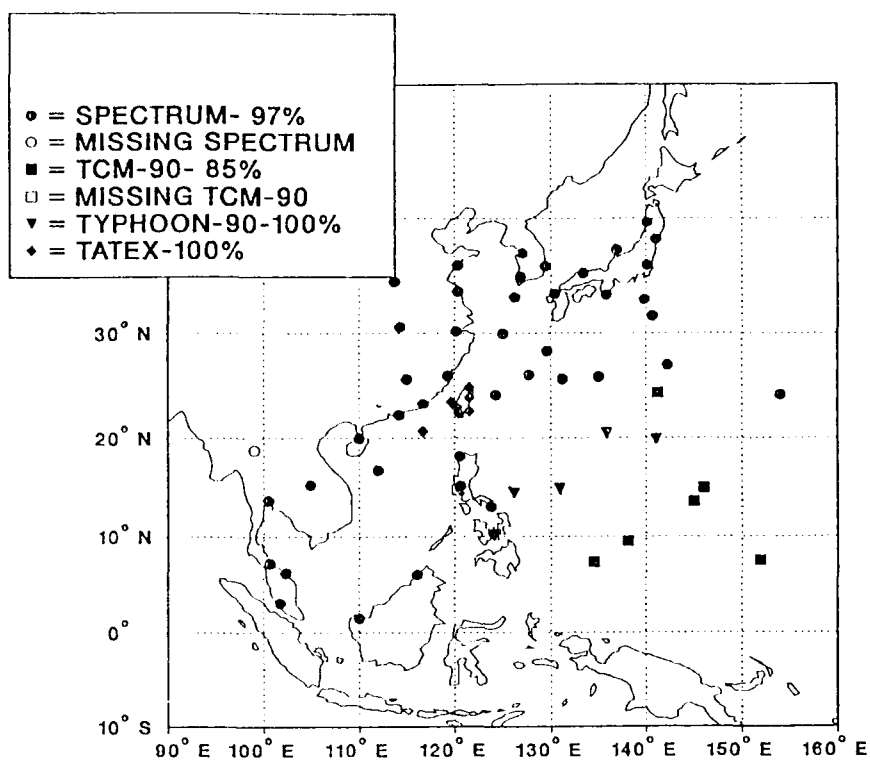 ● = SPECTRUM- 97%
○ = MISSING SPECTRUM
■ = TCM-90- 85%
□ = MISSING TCM-90
▼ = TYPHOON-90-100%
◆ = TATEX-100%
30° N
20° N
10° N
0°
10° S
90° E 100° E 110° E 120° E 130° E 140° E 150° E 160° E